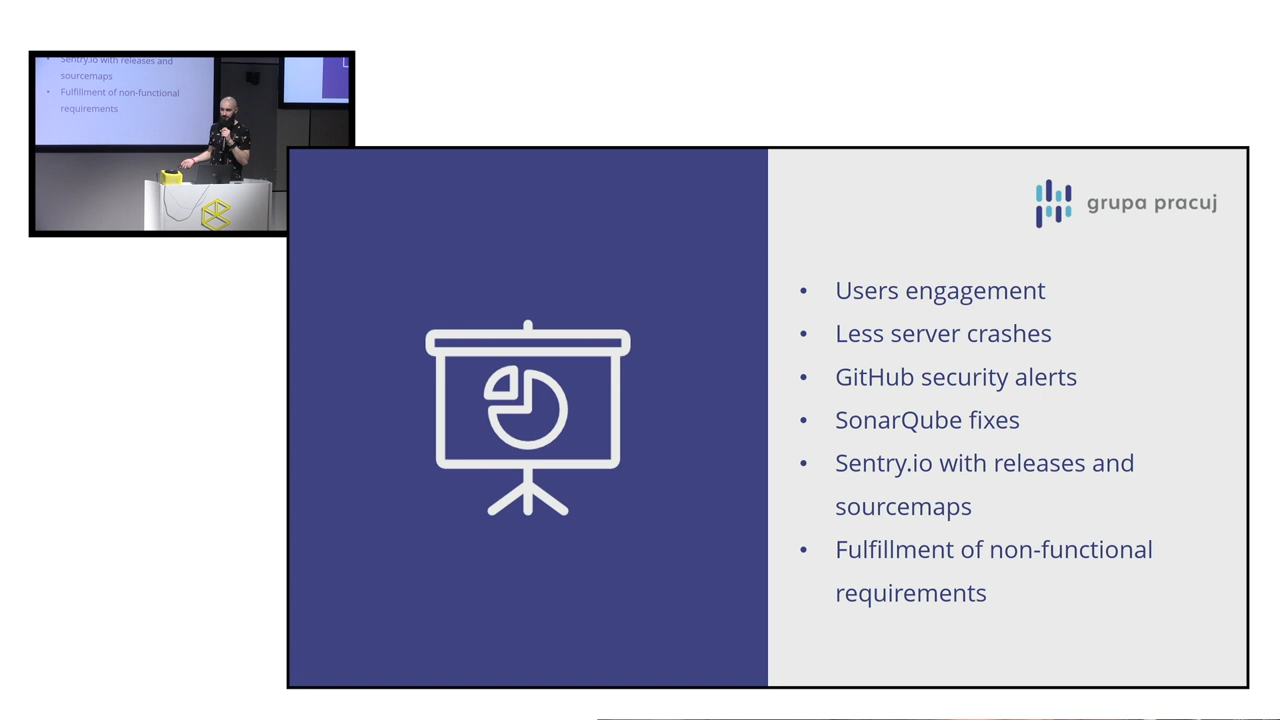 Sentry.io with releases and
sourcemaps
• Fulfillment of non-functional
requirements
grupa pracuj
• Users engagement
• Less server crashes
• GitHub security alerts
• SonarQube fixes
• Sentry.io with releases and
sourcemaps
• Fulfillment of non-functional
requirements